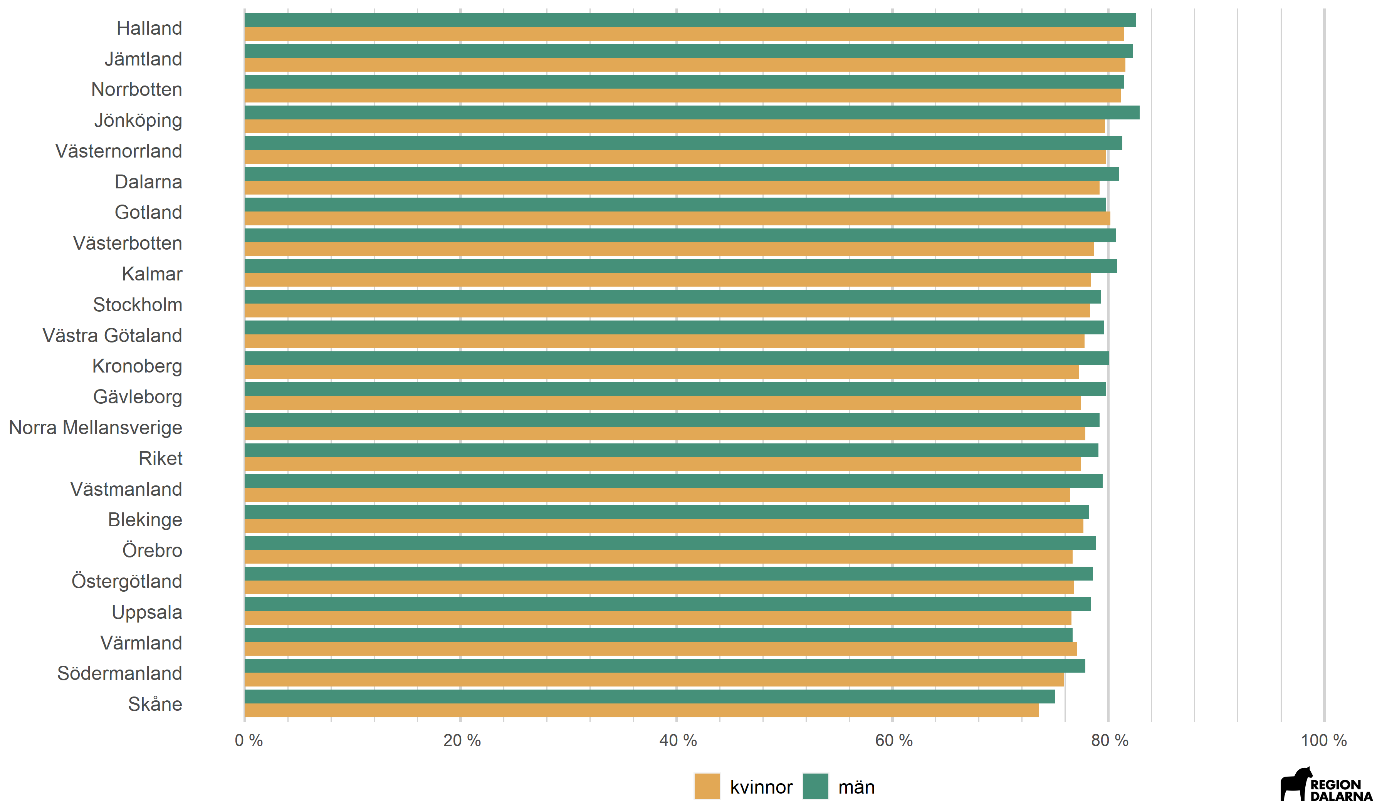 Halland
Jämtland
Norrbotten
Jönköping
Västernorrland
Dalarna
Gotland
Västerbotten
Kalmar
Stockholm
Västra Götaland
Kronoberg
Gävleborg
Norra Mellansverige
Riket
Västmanland
Blekinge
Örebro
Östergötland
Uppsala
Värmland
Södermanland
Skåne
0 % 20 % 40 % 60 % 80 % 100 %
kvinnor män
REGION
DALARNA